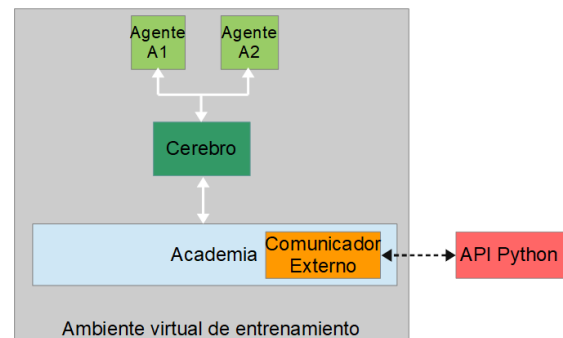 Agente
A1
Agente
A2
Cerebro
Academia
Comunicador
Externo
API Python
Ambiente virtual de entrenamiento